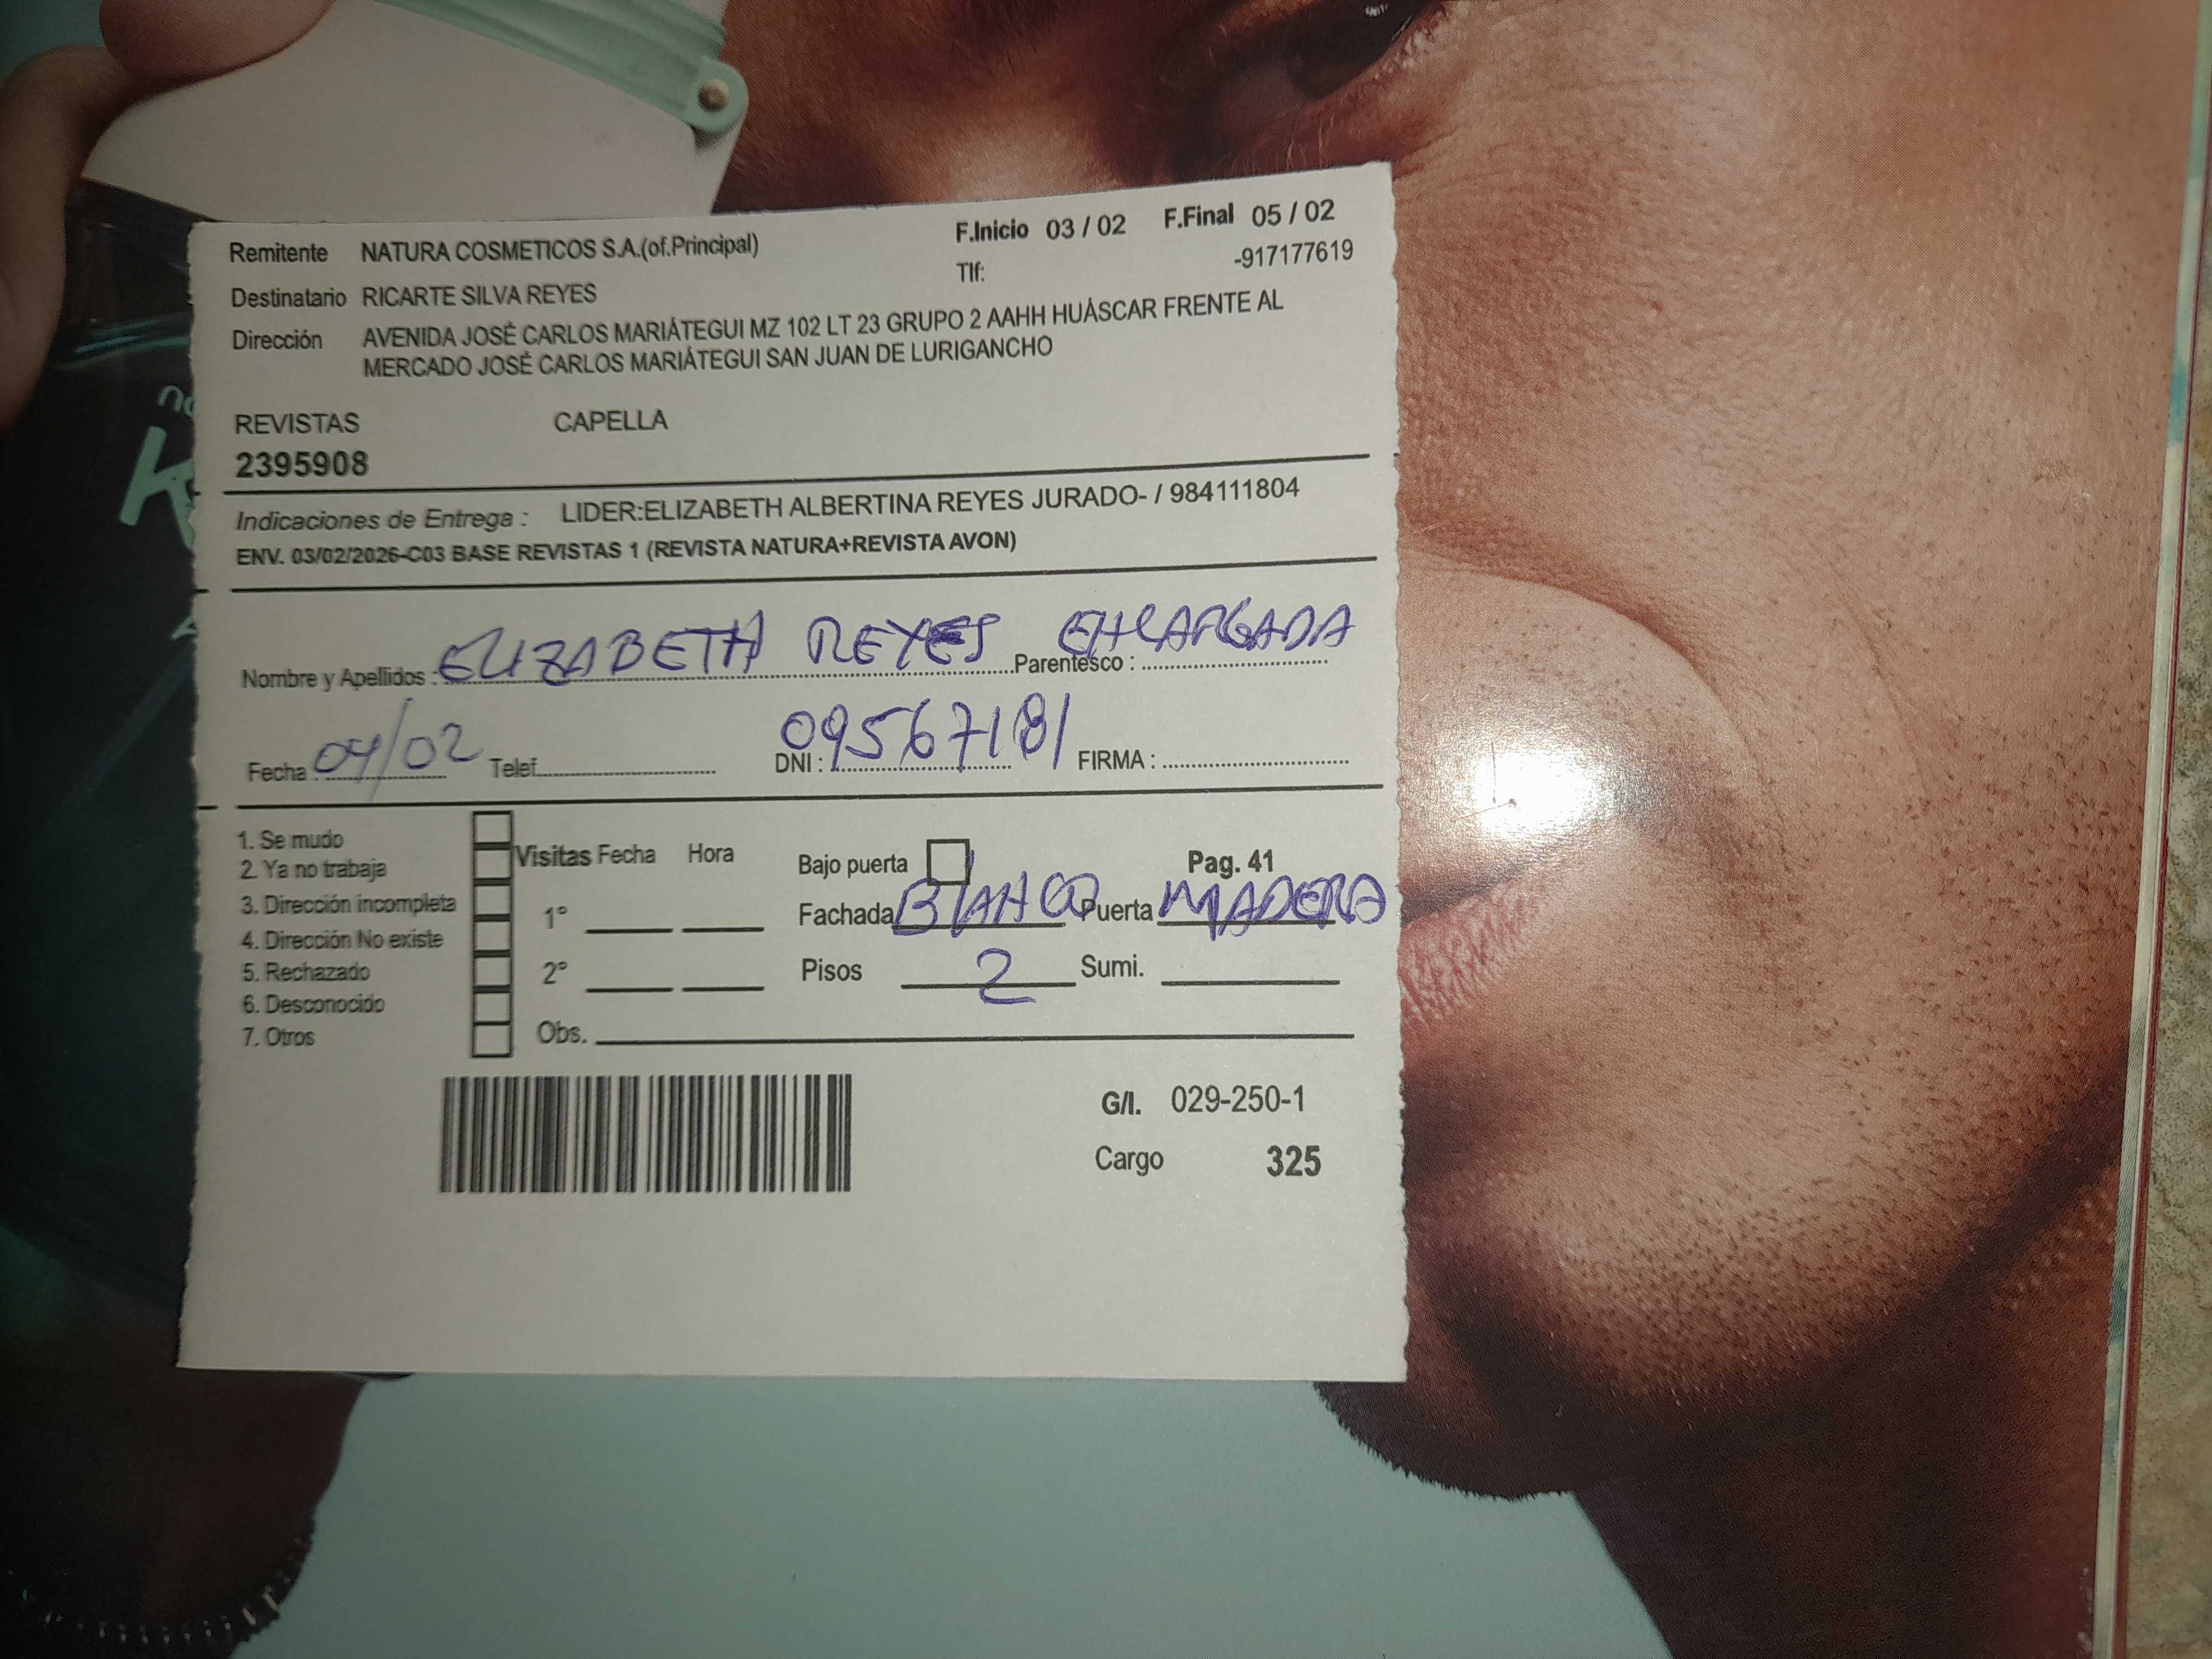 Remitente NATURA COSMETICOS S.A.(of.Principal) F.Inicio 03 / 02 F.Final 05 / 02
Tlf: -917177619
Destinatario RICARTE SILVA REYES
Dirección AVENIDA JOSÉ CARLOS MARIÁTEGUI MZ 102 LT 23 GRUPO 2 AAHH HUÁSCAR FRENTE AL
MERCADO JOSÉ CARLOS MARIÁTEGUI SAN JUAN DE LURIGANCHO
REVISTAS CAPELLA
2395908
Indicaciones de Entrega : LIDER:ELIZABETH ALBERTINA REYES JURADO- / 984111804
ENV. 03/02/2026-C03 BASE REVISTAS 1 (REVISTA NATURA+REVISTA AVON)
Nombre y Apellidos : ELIZABETH REYES Parentesco : ENCARGADA
Fecha : 04/02 Telef. DNI : 09567181 FIRMA :
1. Se mudo
2. Ya no trabaja
3. Dirección incompleta
4. Dirección No existe
5. Rechazado
6. Desconocido
7. Otros
Visitas Fecha Hora
1°
2°
Obs.
Bajo puerta Pag. 41
Fachada BLANCO Puerta MADERA
Pisos 2 Sumi.
G/I. 029-250-1
Cargo 325